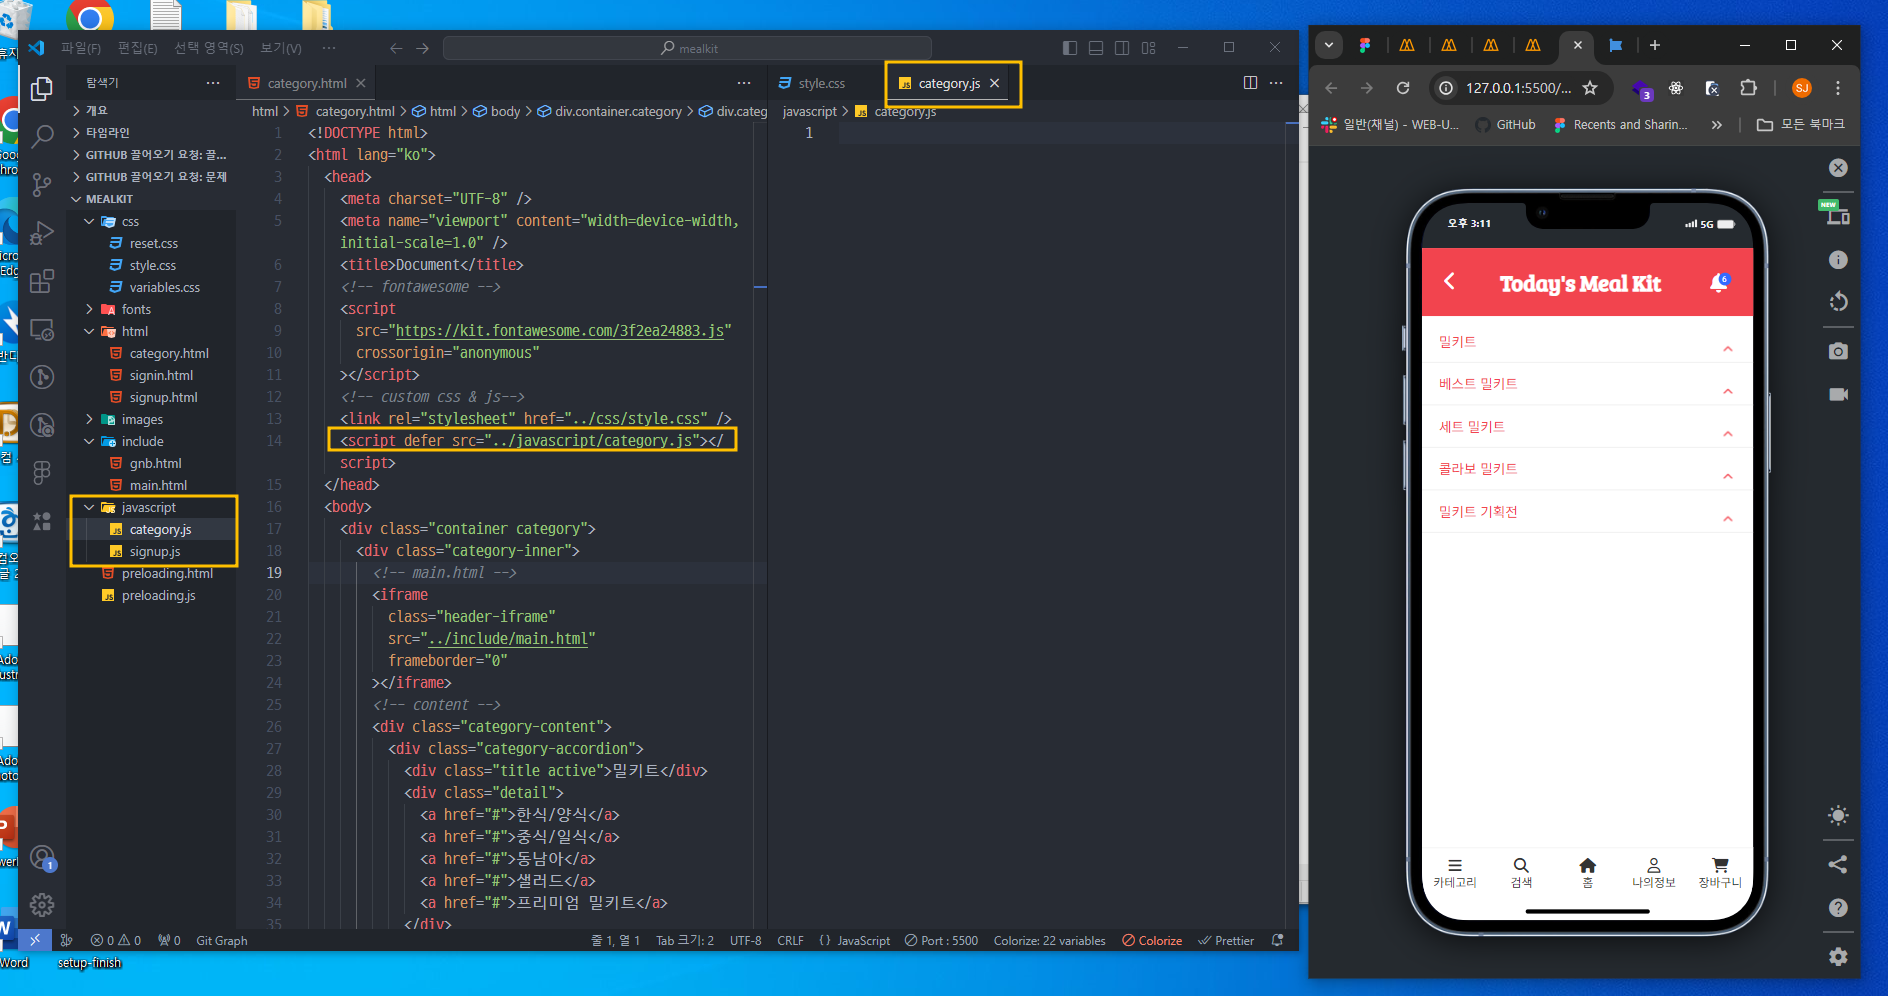 파일(F) 편집(E) 선택 영역(S) 보기(V) ···
mealkit
탐색기
개요
타임라인
GITHUB 끌어오기 요청: 끌...
GITHUB 끌어오기 요청: 문제
MEALKIT
css
reset.css
style.css
variables.css
fonts
html
category.html
signin.html
signup.html
images
include
gnb.html
main.html
javascript
category.js
signup.js
preloading.html
preloading.js
category.html
html > category.html > html > body > div.container.category > div.categ
1 <!DOCTYPE html>
2 <html lang="ko">
3 <head>
4 <meta charset="UTF-8" />
5 <meta name="viewport" content="width=device-width,
initial-scale=1.0" />
6 <title>Document</title>
7 <!-- fontawesome -->
8 <script
9 src="https://kit.fontawesome.com/3f2ea24883.js"
10 crossorigin="anonymous"
11 ></script>
12 <!-- custom css & js-->
13 <link rel="stylesheet" href="../css/style.css" />
14 <script defer src="../javascript/category.js"></
script>
15 </head>
16 <body>
17 <div class="container category">
18 <div class="category-inner">
19 <!-- main.html -->
20 <iframe
21 class="header-iframe"
22 src="../include/main.html"
23 frameborder="0"
24 ></iframe>
25 <!-- content -->
26 <div class="category-content">
27 <div class="category-accordion">
28 <div class="title active">밀키트</div>
29 <div class="detail">
30 <a href="#">한식/양식</a>
31 <a href="#">중식/일식</a>
32 <a href="#">동남아</a>
33 <a href="#">샐러드</a>
34 <a href="#">프리미엄 밀키트</a>
35 </div>
style.css category.js
javascript > category.js
1
1
0 0 0 Git Graph
줄 1, 열 1 Tab 크기: 2 UTF-8 CRLF {} JavaScript Port : 5500 Colorize: 22 variables Colorize Prettier
Word
setup-finish
127.0.0.1:5500/...
3
SJ
일반(채널) - WEB-U... GitHub Recents and Sharin... » 모든 북마크
NEW
오후 3:11
5G
Today's Meal Kit
6
밀키트
베스트 밀키트
세트 밀키트
콜라보 밀키트
밀키트 기획전
카테고리 검색 홈 나의정보 장바구니